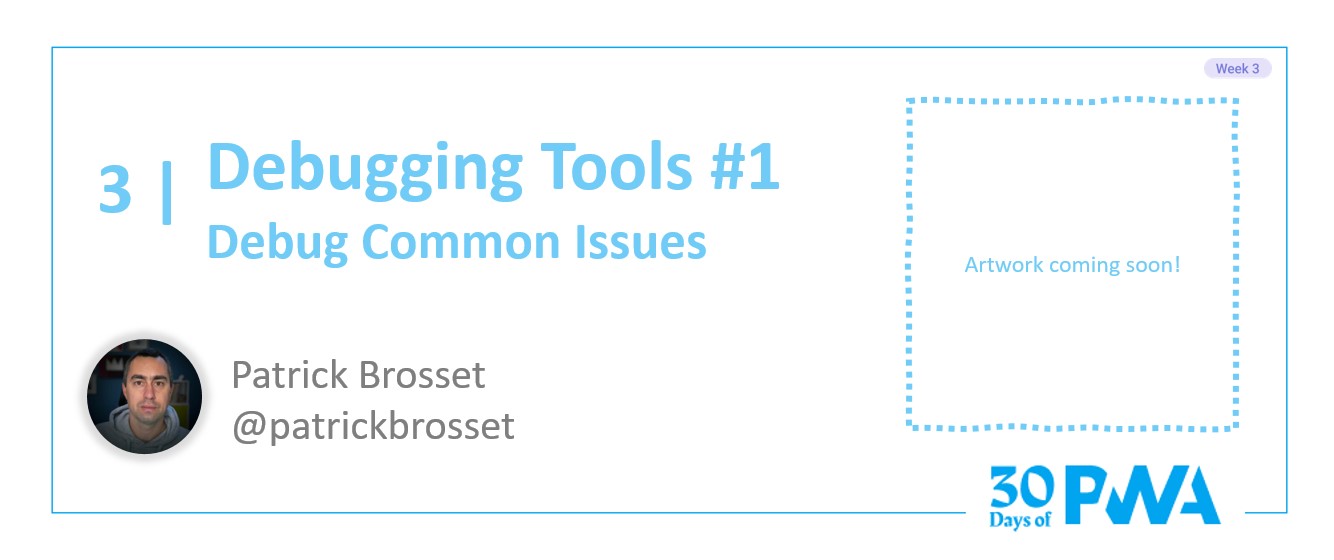 Week 3
3 | Debugging Tools #1
Debug Common Issues
Artwork coming soon!
Patrick Brosset
@patrickbrosset
30 Days of PWA